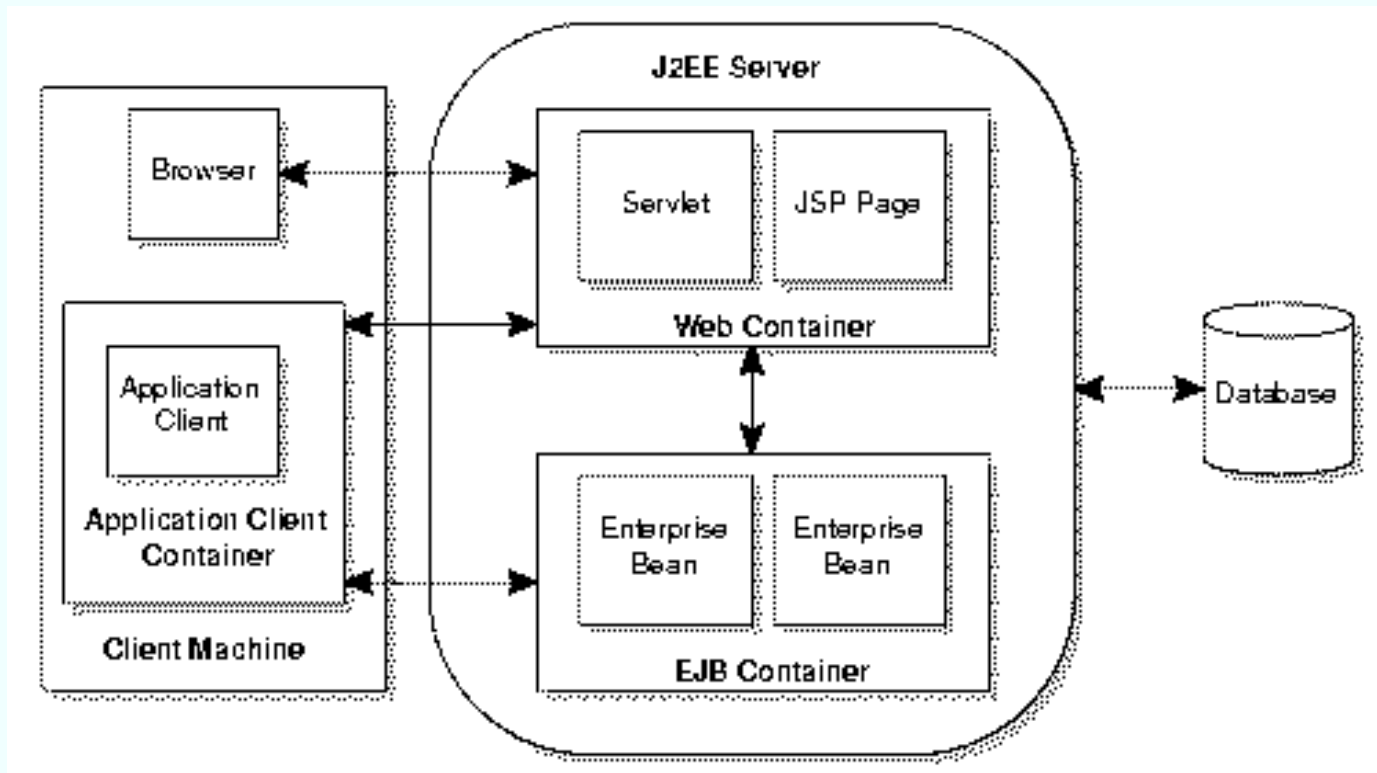 J2EE Server
Browser
Servlet
JSP Page
Web Container
Application
Client
Application Client
Container
Client Machine
Enterprise
Bean
Enterprise
Bean
EJB Container
Database